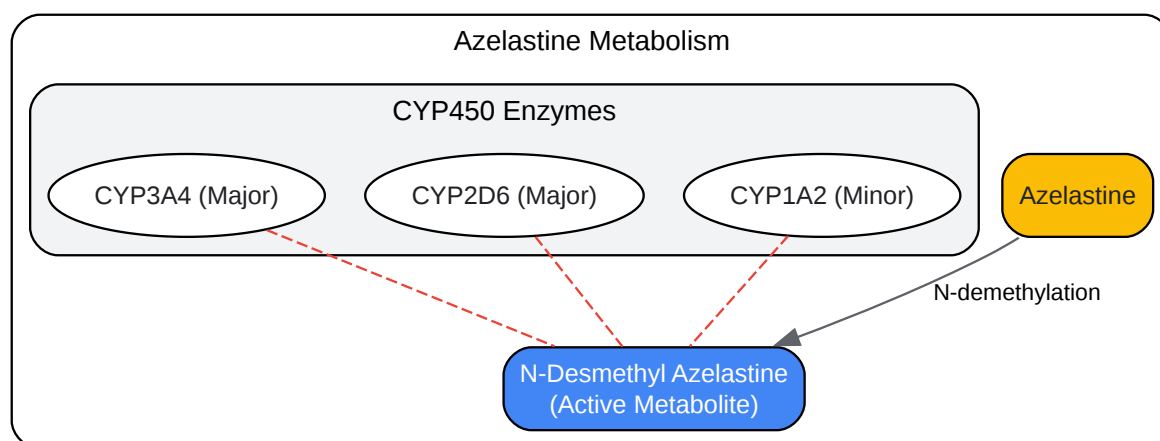 Azelastine Metabolism
CYP450 Enzymes
CYP3A4 (Major)
CYP2D6 (Major)
CYP1A2 (Minor)
Azelastine
N-demethylation
N-Desmethyl Azelastine
(Active Metabolite)